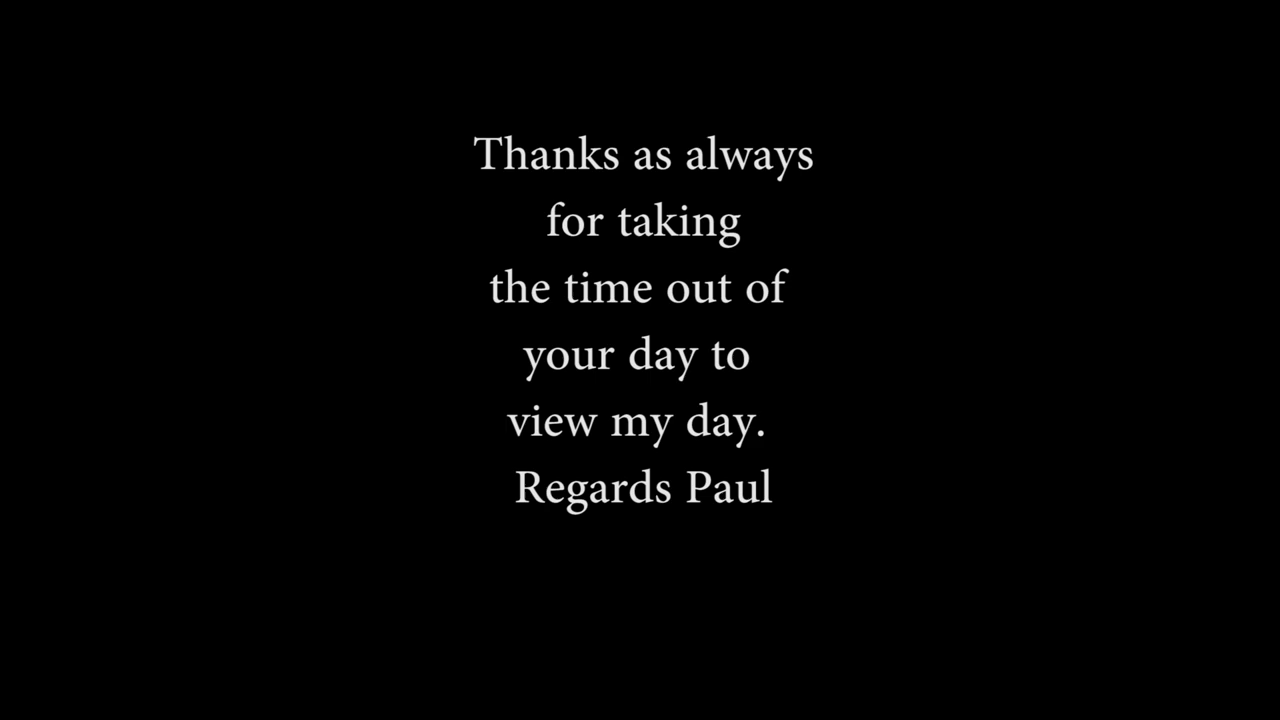 Thanks as always
for taking
the time out of
your day to
view my day.
Regards Paul